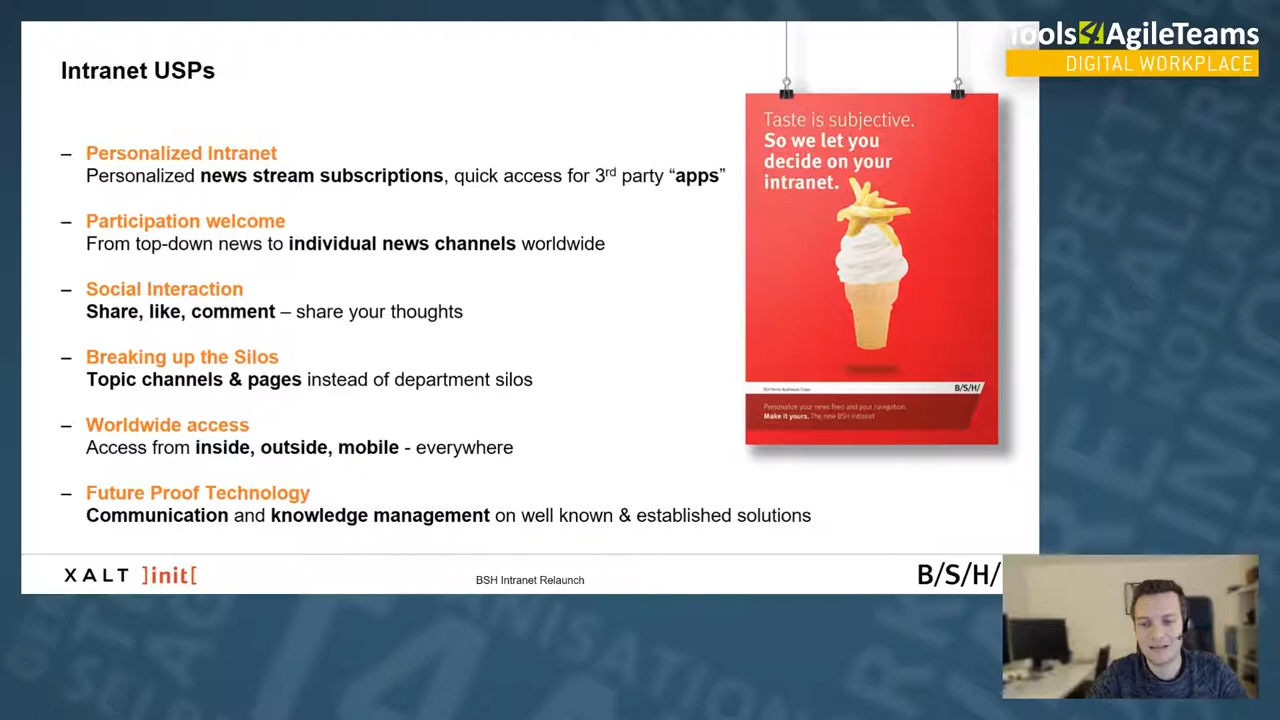 Intranet USPs
Tools4AgileTeams
DIGITAL WORKPLACE
– Personalized Intranet
Personalized news stream subscriptions, quick access for 3rd party “apps”
– Participation welcome
From top-down news to individual news channels worldwide
– Social Interaction
Share, like, comment – share your thoughts
– Breaking up the Silos
Topic channels & pages instead of department silos
– Worldwide access
Access from inside, outside, mobile - everywhere
– Future Proof Technology
Communication and knowledge management on well known & established solutions
Taste is subjective.
So we let you
decide on your
intranet.
BSH Home Appliances Group
B/S/H/
Personalize your news feed and your navigation.
Make it yours. The new BSH Intranet
XALT ]init[
BSH Intranet Relaunch
B/S/H/